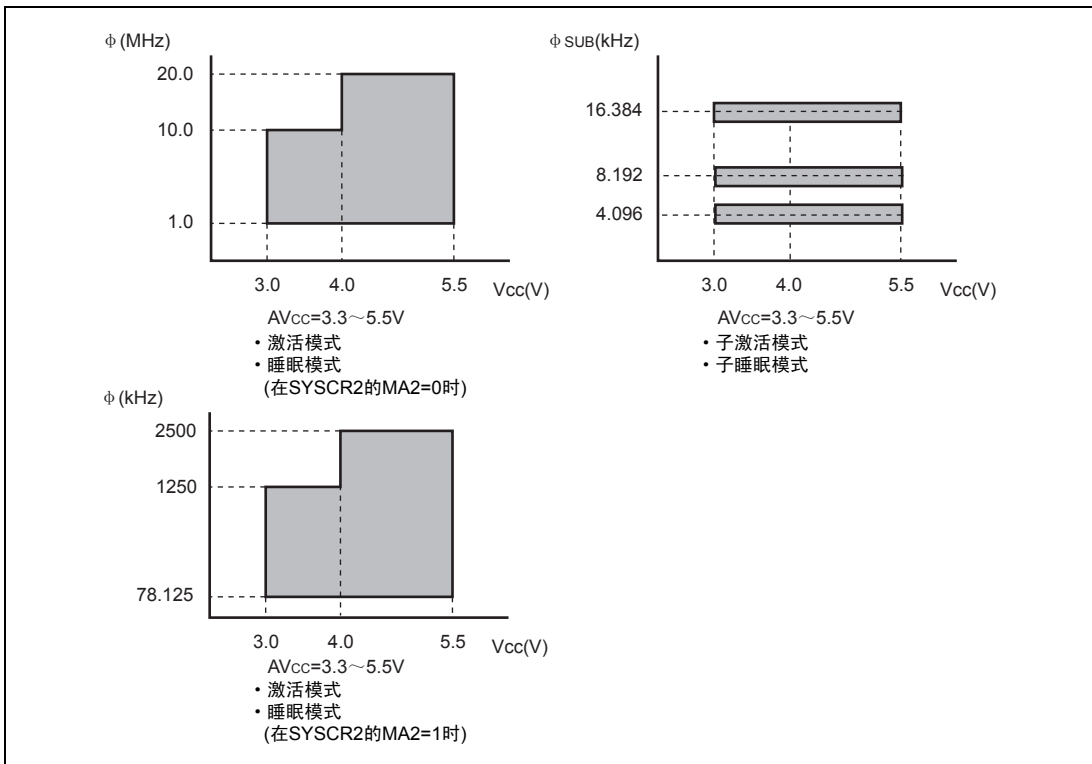 Φ(MHz)
20.0
10.0
1.0
3.0 4.0 5.5 Vcc(V)
AVcc=3.3～5.5V
・激活模式
・睡眠模式
(在SYSCR2的MA2=0时)
Φ SUB(kHz)
16.384
8.192
4.096
3.0 4.0 5.5 Vcc(V)
AVcc=3.3～5.5V
・子激活模式
・子睡眠模式
Φ(kHz)
2500
1250
78.125
3.0 4.0 5.5 Vcc(V)
AVcc=3.3～5.5V
・激活模式
・睡眠模式
(在SYSCR2的MA2=1时)